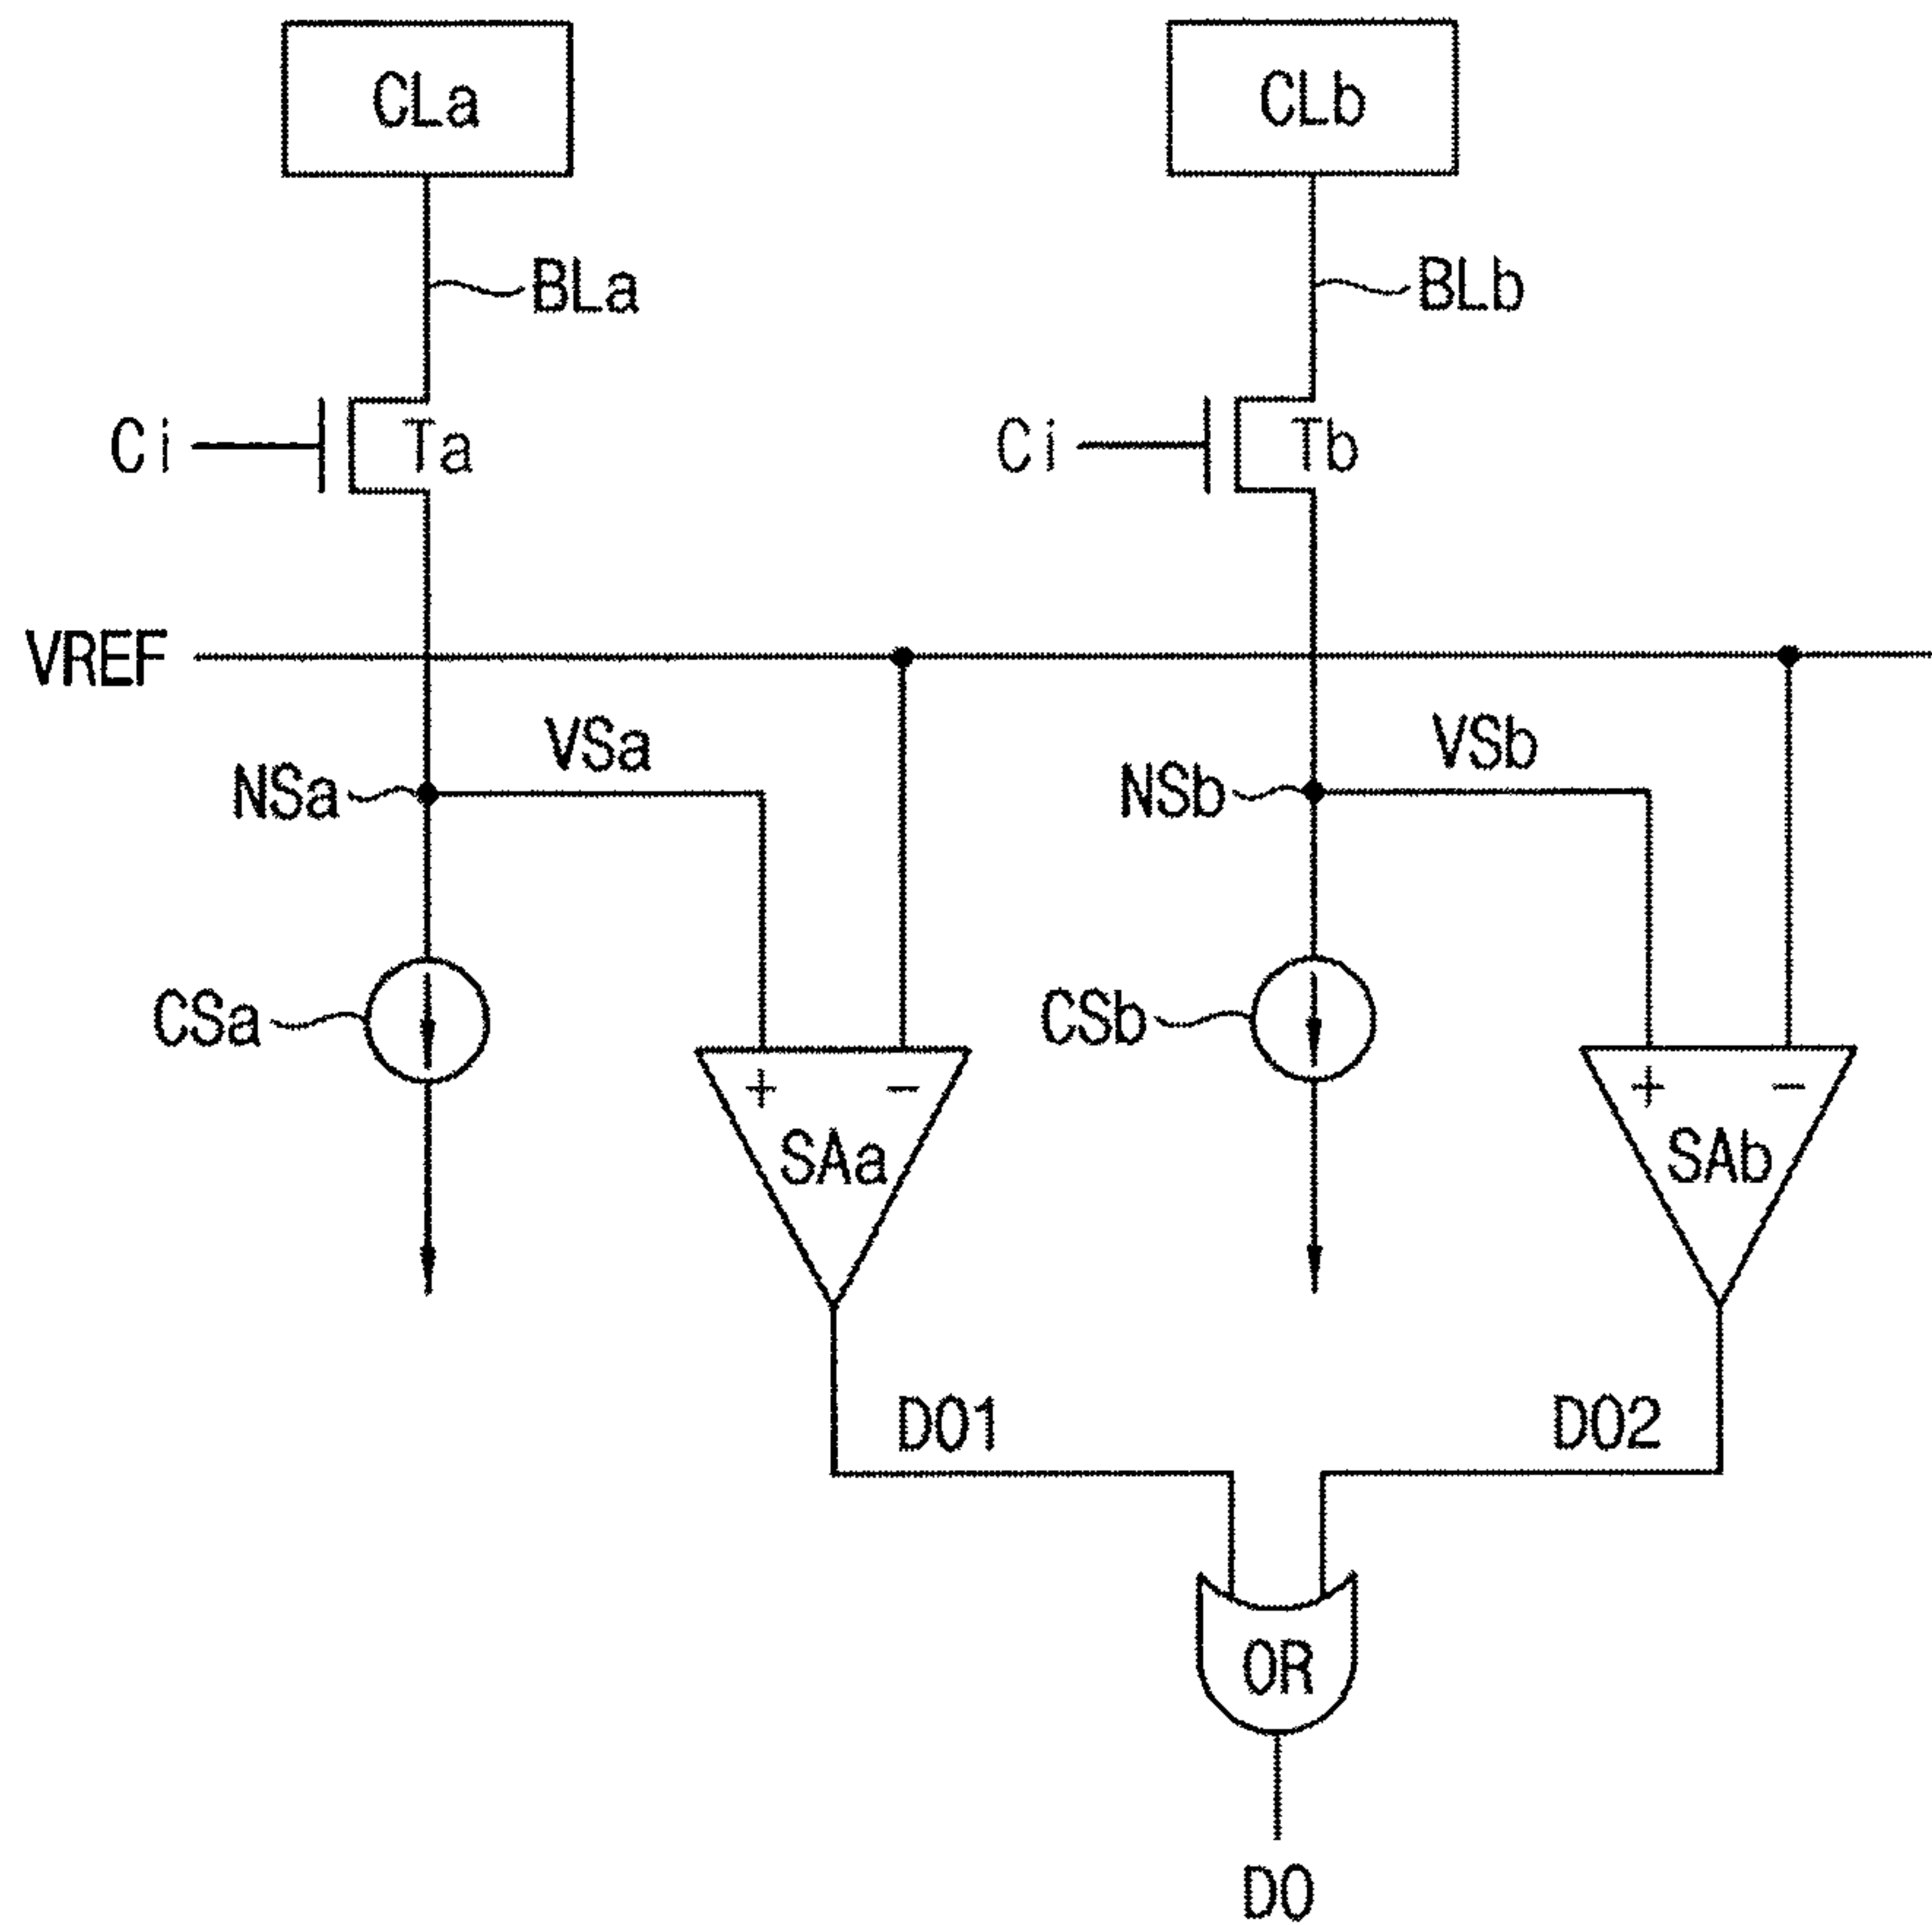 CLa CLb
BLa BLb
Ci Ta Ci Tb
VREF
VSa VSb
NSa NSb
CSa CSb
+ − + −
SAa SAb
DO1 DO2
OR
DO